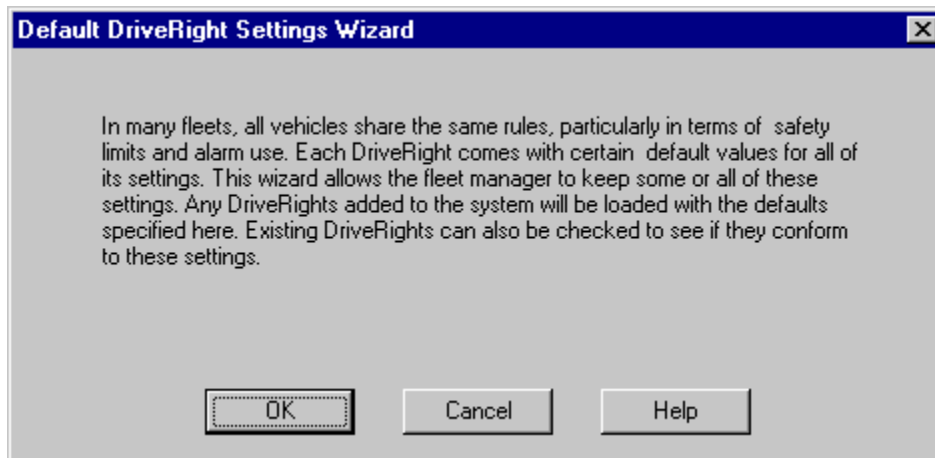 Default DriveRight Settings Wizard
In many fleets, all vehicles share the same rules, particularly in terms of  safety
limits and alarm use. Each DriveRight comes with certain  default values for all of
its settings. This wizard allows the fleet manager to keep some or all of these
settings. Any DriveRights added to the system will be loaded with the defaults
specified here. Existing DriveRights can also be checked to see if they conform
to these settings.
OK Cancel Help